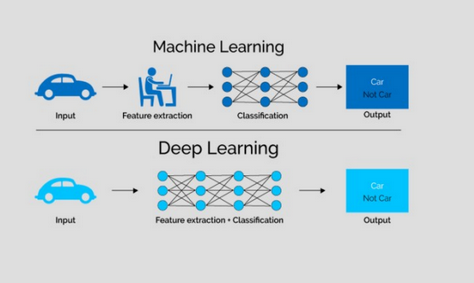 Machine Learning
Car
Not Car
Input
Feature extraction
Classification
Output
Deep Learning
Car
Not Car
Input
Feature extraction + Classification
Output